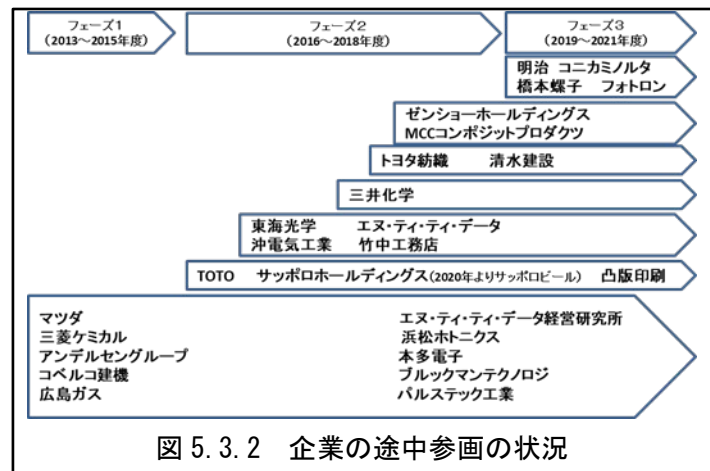 フェーズ1
(2013～2015年度)
フェーズ2
(2016～2018年度)
フェーズ3
(2019～2021年度)
明治 コニカミノルタ
橋本螺子 フォトロン
ゼンショーホールディングス
MCCコンポジットプロダクツ
トヨタ紡織 清水建設
三井化学
東海光学 エヌ・ティ・ティ・データ
沖電気工業 竹中工務店
TOTO サッポロホールディングス(2020年よりサッポロビール) 凸版印刷
マツダ
三菱ケミカル
アンデルセングループ
コベルコ建機
広島ガス
エヌ・ティ・ティ・データ経営研究所
浜松ホトニクス
本多電子
ブルックマンテクノロジ
パルステック工業
図 5.3.2 企業の途中参画の状況